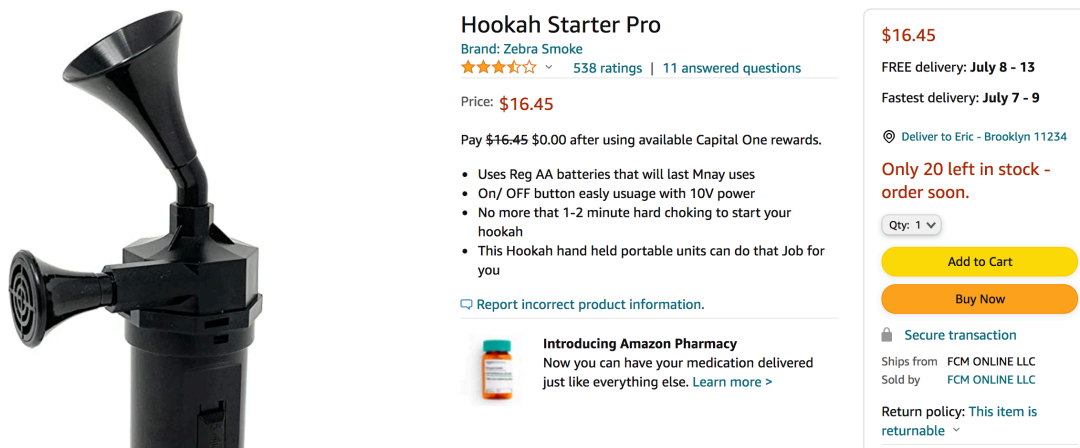 Hookah Starter Pro
Brand: Zebra Smoke
538 ratings | 11 answered questions
Price: $16.45
Pay $16.45 $0.00 after using available Capital One rewards.
Uses Reg AA batteries that will last Mnay uses
On/ OFF button easly usuage with 10V power
No more that 1-2 minute hard choking to start your
hookah
This Hookah hand held portable units can do that Job for
you
Report incorrect product information.
Introducing Amazon Pharmacy
Now you can have your medication delivered
just like everything else. Learn more >
$16.45
FREE delivery: July 8 - 13
Fastest delivery: July 7 - 9
Deliver to Eric - Brooklyn 11234
Only 20 left in stock -
order soon.
Qty: 1
Add to Cart
Buy Now
Secure transaction
Ships from FCM ONLINE LLC
Sold by FCM ONLINE LLC
Return policy: This item is
returnable